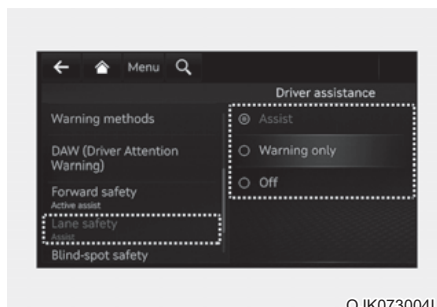 Menu
Driver assistance
Warning methods
DAW (Driver Attention
Warning)
Forward safety
Active assist
Lane safety
Assist
Blind-spot safety
Assist
Warning only
Off
OJK073004L